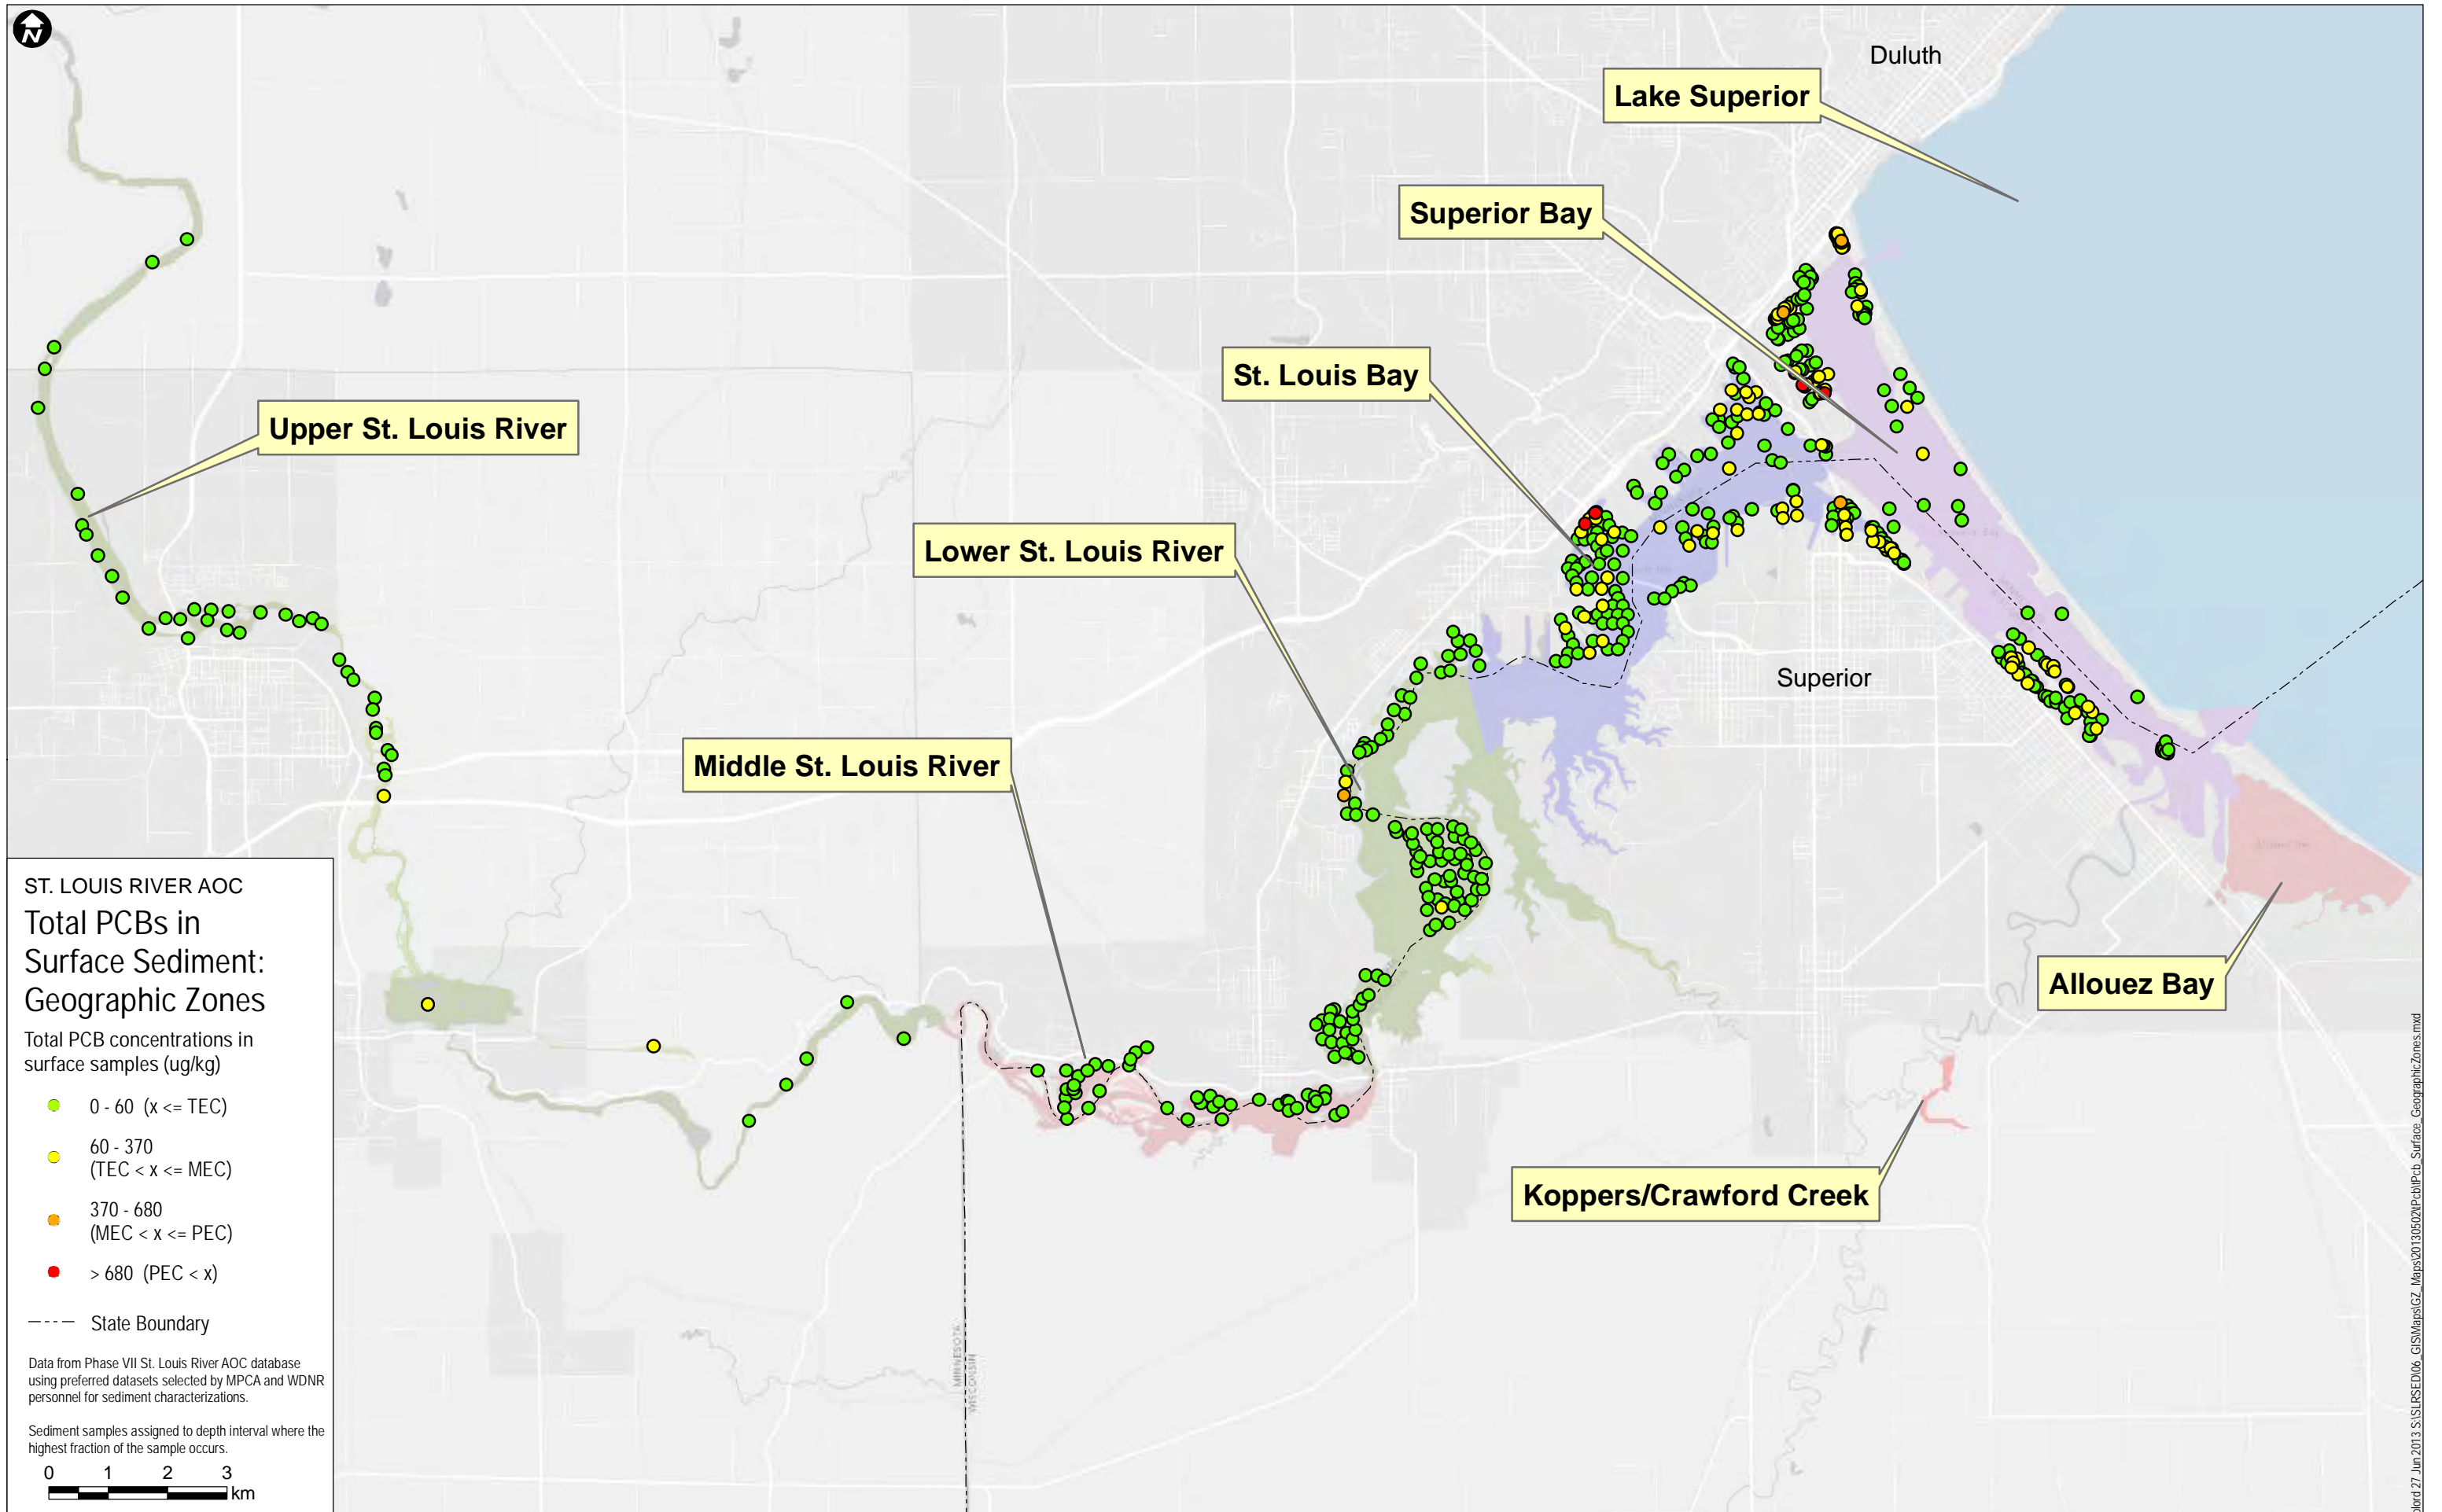 N
Duluth
Lake Superior
Superior Bay
St. Louis Bay
Upper St. Louis River
Lower St. Louis River
Superior
Middle St. Louis River
Allouez Bay
Koppers/Crawford Creek
MINNESOTA
WISCONSIN
ST. LOUIS RIVER AOC
Total PCBs in
Surface Sediment:
Geographic Zones
Total PCB concentrations in
surface samples (ug/kg)
0 - 60 (x <= TEC)
60 - 370
(TEC < x <= MEC)
370 - 680
(MEC < x <= PEC)
> 680 (PEC < x)
State Boundary
Data from Phase VII St. Louis River AOC database
using preferred datasets selected by MPCA and WDNR
personnel for sediment characterizations.
Sediment samples assigned to depth interval where the
highest fraction of the sample occurs.
0 1 2 3
km
27 Jun 2013